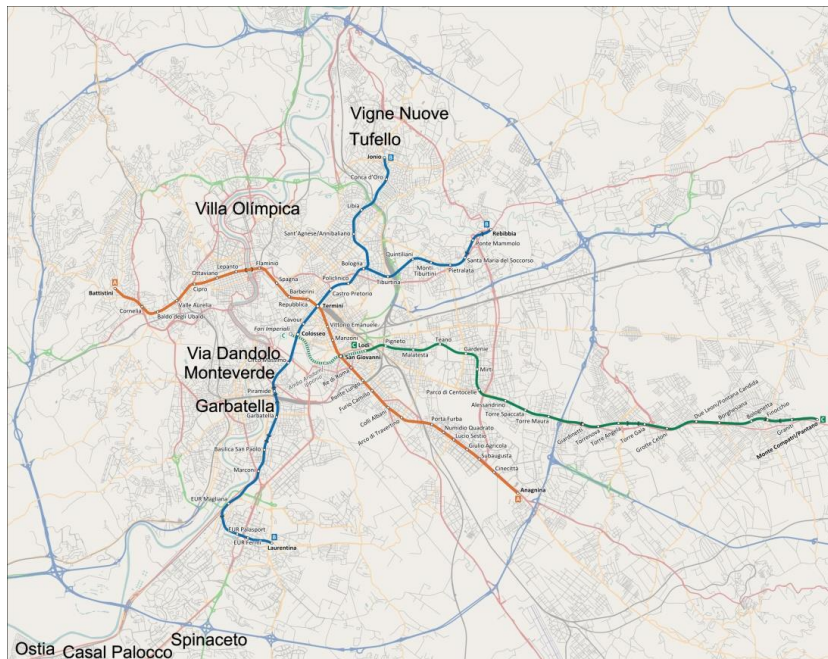 Vigne Nuove
Tufello
Jonio
B
Conca d'Oro
Villa Olímpica
Libia
B
Rebibbia
Sant'Agnese/Annibaliano
Ponte Mammolo
Quintiliani
Santa Maria del Soccorso
Lepanto
Flaminio
Bologna
Monti
Tiburtini
Pietralata
Ottaviano
Spagna
Policlinico
Tiburtina
A
Battistini
Cipro
Barberini
Castro Pretorio
Valle Aurelia
Repubblica
Termini
Cornelia
Baldo degli Ubaldi
Cavour
Vittorio Emanuele
Fori Imperiali
C
Colosseo
Manzoni
C
Lodi
Pigneto
Teano
Via Dandolo
San Giovanni
Malatesta
Gardenie
Monteverde
Re di Roma
Mirti
Piramide
Ponte Lungo
Parco di Centocelle
Furio Camillo
Alessandrino
Garbatella
Garbatella
Colli Albani
Torre Spaccata
Due Leoni/Fontana Candida
Borghesiana
Bolognetta
Finocchio
C
Arco di Travertino
Porta Furba
Torre Maura
Numidio Quadrato
Giardinetti
Torrenova
Torre Angela
Torre Gaia
Grotte Celoni
Graniti
Monte Compatri/Pantano
Basilica San Paolo
Lucio Sestio
Giulio Agricola
Subaugusta
Marconi
Cinecittà
Anagnina
A
EUR Magliana
EUR Palasport
B
EUR Fermi
Laurentina
Spinaceto
Ostia
Casal Palocco